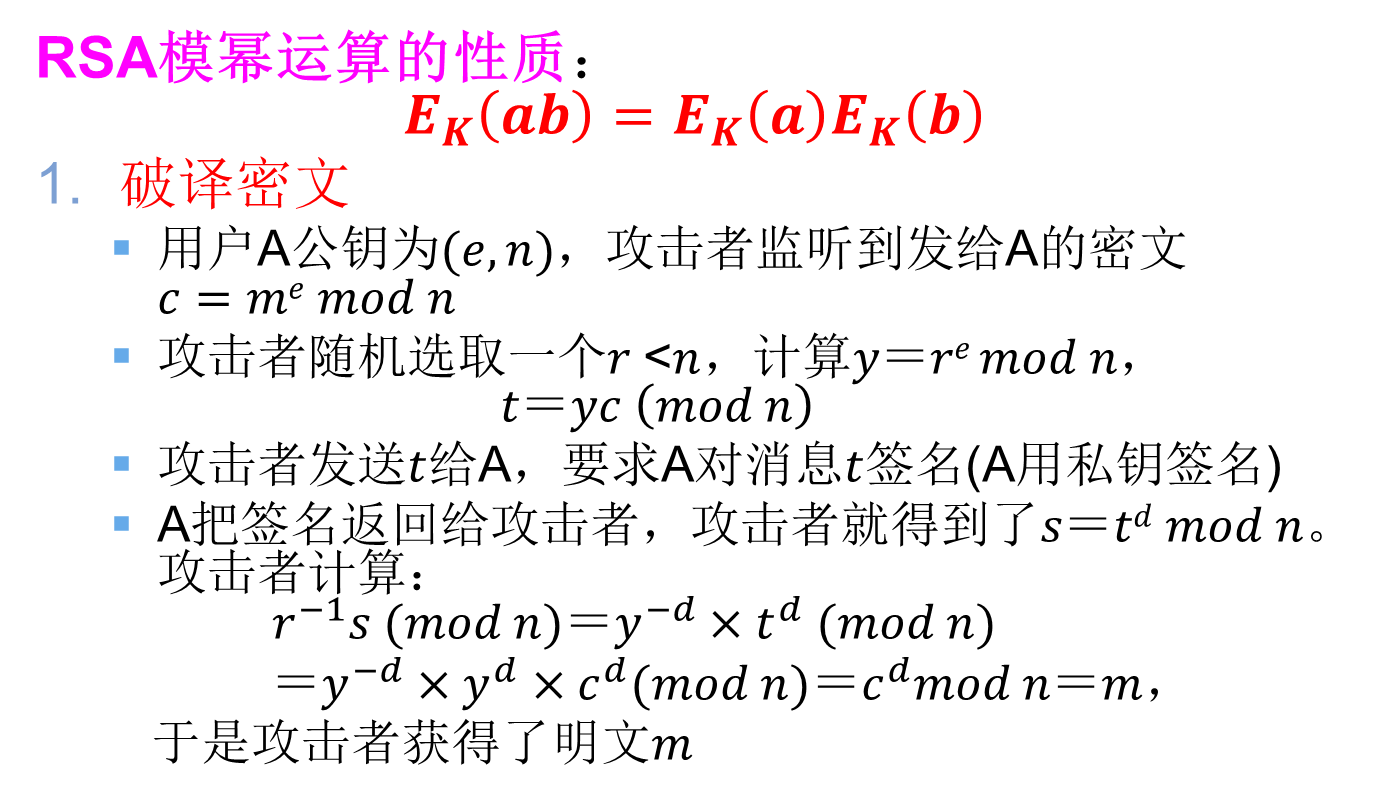 RSA模幂运算的性质：
E_K(ab) = E_K(a)E_K(b)
1. 破译密文
▪ 用户A公钥为(e, n)，攻击者监听到发给A的密文
c = m^e mod n
▪ 攻击者随机选取一个r <n，计算y＝r^e mod n，
t＝yc (mod n)
▪ 攻击者发送t给A，要求A对消息t签名(A用私钥签名)
▪ A把签名返回给攻击者，攻击者就得到了s＝t^d mod n。
攻击者计算：
r^{-1}s (mod n)＝y^{-d} × t^d (mod n)
＝y^{-d} × y^d × c^d(mod n)＝c^d mod n＝m，
于是攻击者获得了明文m